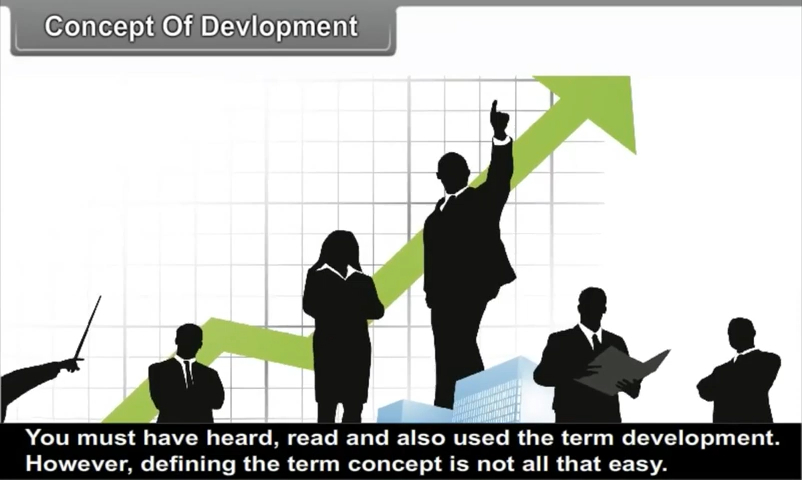 Concept Of Devlopment
You must have heard, read and also used the term development.
However, defining the term concept is not all that easy.